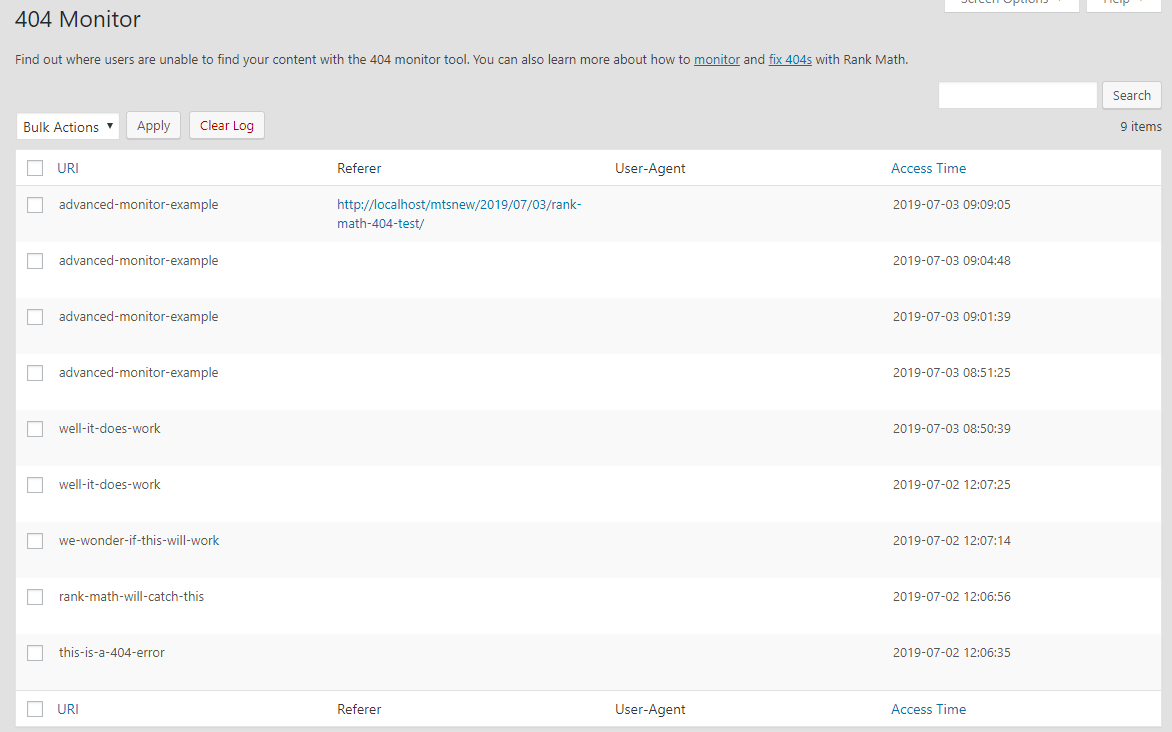 Screen Options
Help
404 Monitor
Find out where users are unable to find your content with the 404 monitor tool. You can also learn more about how to monitor and fix 404s with Rank Math.
Search
Bulk Actions ▼ Apply Clear Log 9 items
URI Referer User-Agent Access Time
advanced-monitor-example http://localhost/mtsnew/2019/07/03/rank- 2019-07-03 09:09:05
math-404-test/
advanced-monitor-example 2019-07-03 09:04:48
advanced-monitor-example 2019-07-03 09:01:39
advanced-monitor-example 2019-07-03 08:51:25
well-it-does-work 2019-07-03 08:50:39
well-it-does-work 2019-07-02 12:07:25
we-wonder-if-this-will-work 2019-07-02 12:07:14
rank-math-will-catch-this 2019-07-02 12:06:56
this-is-a-404-error 2019-07-02 12:06:35
URI Referer User-Agent Access Time